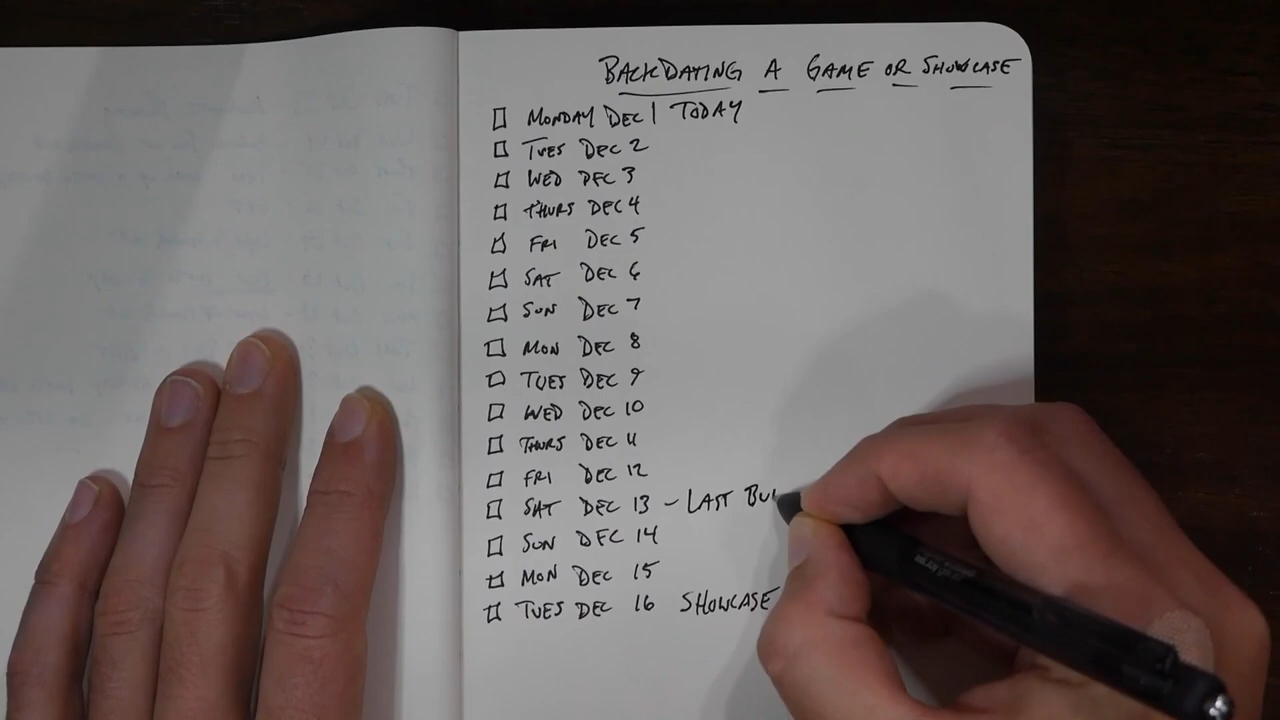 BACKDATING A GAME OR SHOWCASE
MONDAY DEC 1 TODAY
TUES DEC 2
WED DEC 3
THURS DEC 4
FRI DEC 5
SAT DEC 6
SUN DEC 7
MON DEC 8
TUES DEC 9
WED DEC 10
THURS DEC 11
FRI DEC 12
SAT DEC 13 - LAST
SUN DEC 14
MON DEC 15
TUES DEC 16 SHOWCASE